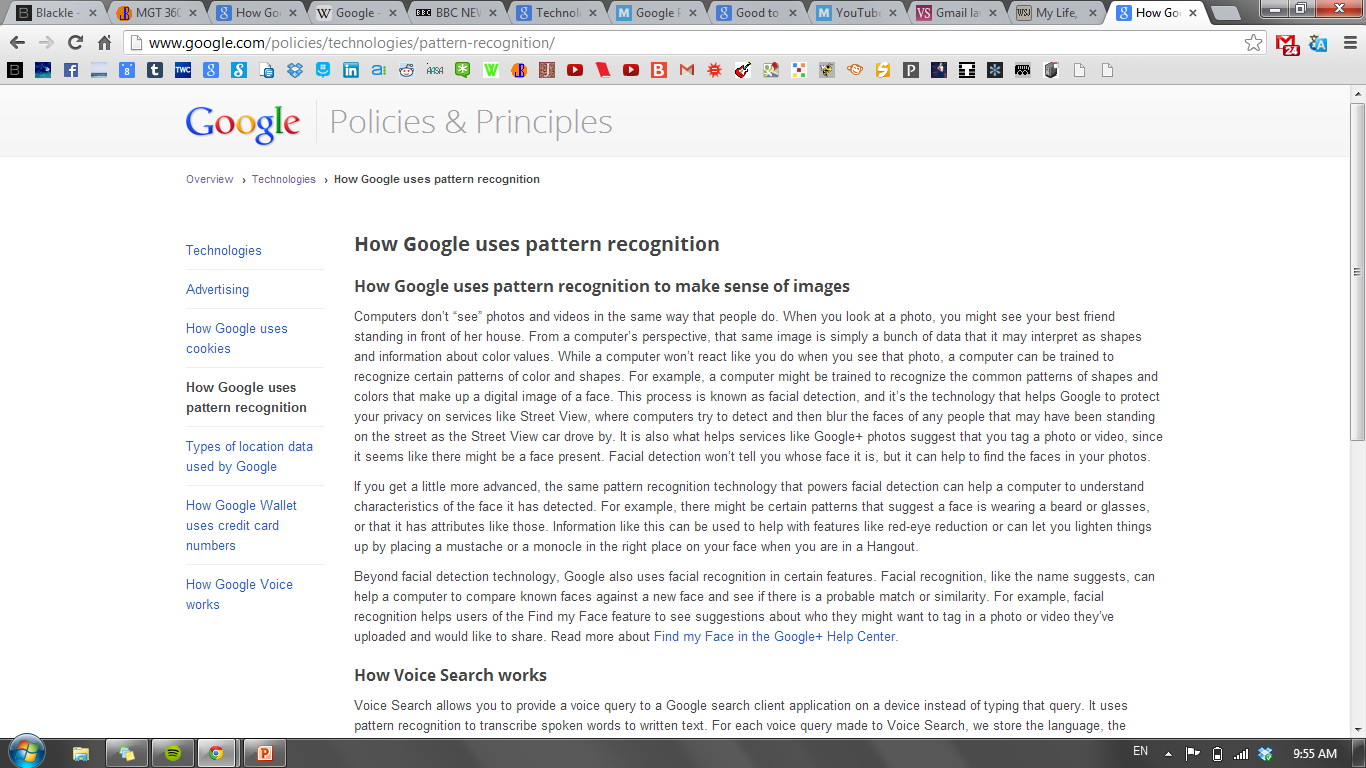 Blackle -
MGT 360
How Go
Google -
BBC NEW
Technol
Google P
Good to
YouTube
Gmail la
My Life,
How Go
www.google.com/policies/technologies/pattern-recognition/
24
Google Policies & Principles
Overview › Technologies › How Google uses pattern recognition
Technologies
Advertising
How Google uses
cookies
How Google uses
pattern recognition
Types of location data
used by Google
How Google Wallet
uses credit card
numbers
How Google Voice
works
How Google uses pattern recognition
How Google uses pattern recognition to make sense of images
Computers don’t “see” photos and videos in the same way that people do. When you look at a photo, you might see your best friend
standing in front of her house. From a computer’s perspective, that same image is simply a bunch of data that it may interpret as shapes
and information about color values. While a computer won’t react like you do when you see that photo, a computer can be trained to
recognize certain patterns of color and shapes. For example, a computer might be trained to recognize the common patterns of shapes and
colors that make up a digital image of a face. This process is known as facial detection, and it’s the technology that helps Google to protect
your privacy on services like Street View, where computers try to detect and then blur the faces of any people that may have been standing
on the street as the Street View car drove by. It is also what helps services like Google+ photos suggest that you tag a photo or video, since
it seems like there might be a face present. Facial detection won’t tell you whose face it is, but it can help to find the faces in your photos.
If you get a little more advanced, the same pattern recognition technology that powers facial detection can help a computer to understand
characteristics of the face it has detected. For example, there might be certain patterns that suggest a face is wearing a beard or glasses,
or that it has attributes like those. Information like this can be used to help with features like red-eye reduction or can let you lighten things
up by placing a mustache or a monocle in the right place on your face when you are in a Hangout.
Beyond facial detection technology, Google also uses facial recognition in certain features. Facial recognition, like the name suggests, can
help a computer to compare known faces against a new face and see if there is a probable match or similarity. For example, facial
recognition helps users of the Find my Face feature to see suggestions about who they might want to tag in a photo or video they’ve
uploaded and would like to share. Read more about Find my Face in the Google+ Help Center.
How Voice Search works
Voice Search allows you to provide a voice query to a Google search client application on a device instead of typing that query. It uses
pattern recognition to transcribe spoken words to written text. For each voice query made to Voice Search, we store the language, the
EN
9:55 AM